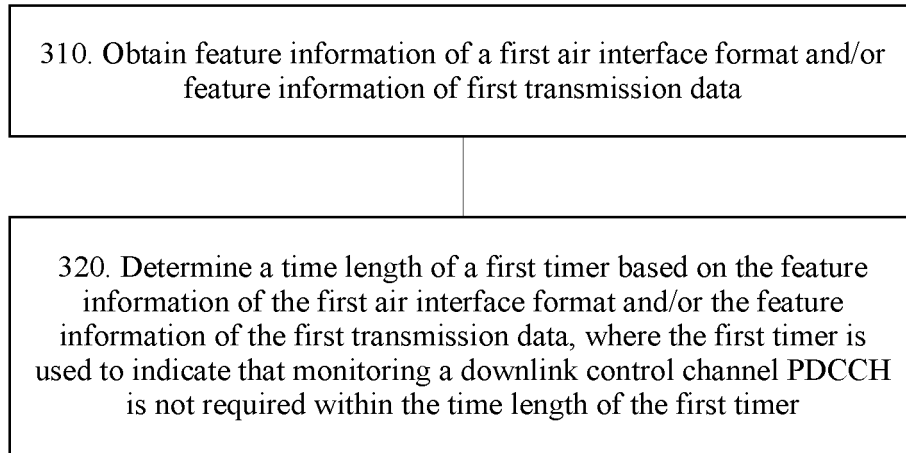 310. Obtain feature information of a first air interface format and/or
feature information of first transmission data
320. Determine a time length of a first timer based on the feature
information of the first air interface format and/or the feature
information of the first transmission data, where the first timer is
used to indicate that monitoring a downlink control channel PDCCH
is not required within the time length of the first timer